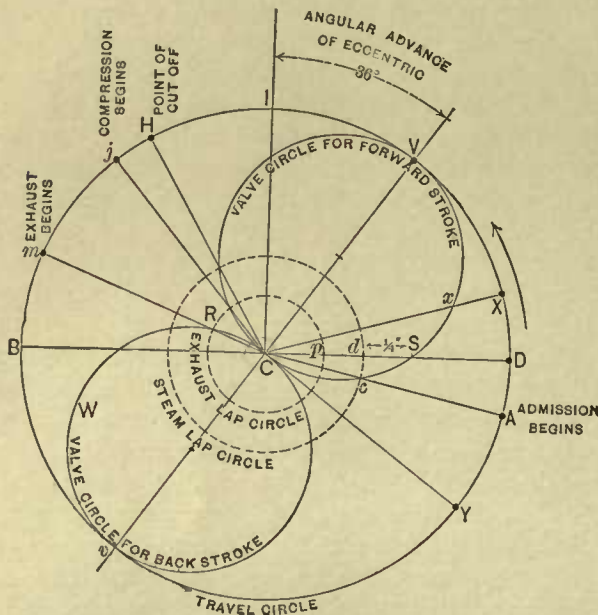 ANGULAR ADVANCE
OF ECCENTRIC
36°
COMPRESSION
BEGINS
POINT OF
CUT OFF
H
I
j
V
EXHAUST
BEGINS
m
VALVE CIRCLE FOR FORWARD STROKE
x
X
R
B
p
d
¼"
S
D
C
c
A
ADMISSION
BEGINS
EXHAUST LAP CIRCLE
STEAM LAP CIRCLE
W
VALVE CIRCLE FOR BACK STROKE
Y
v
TRAVEL CIRCLE